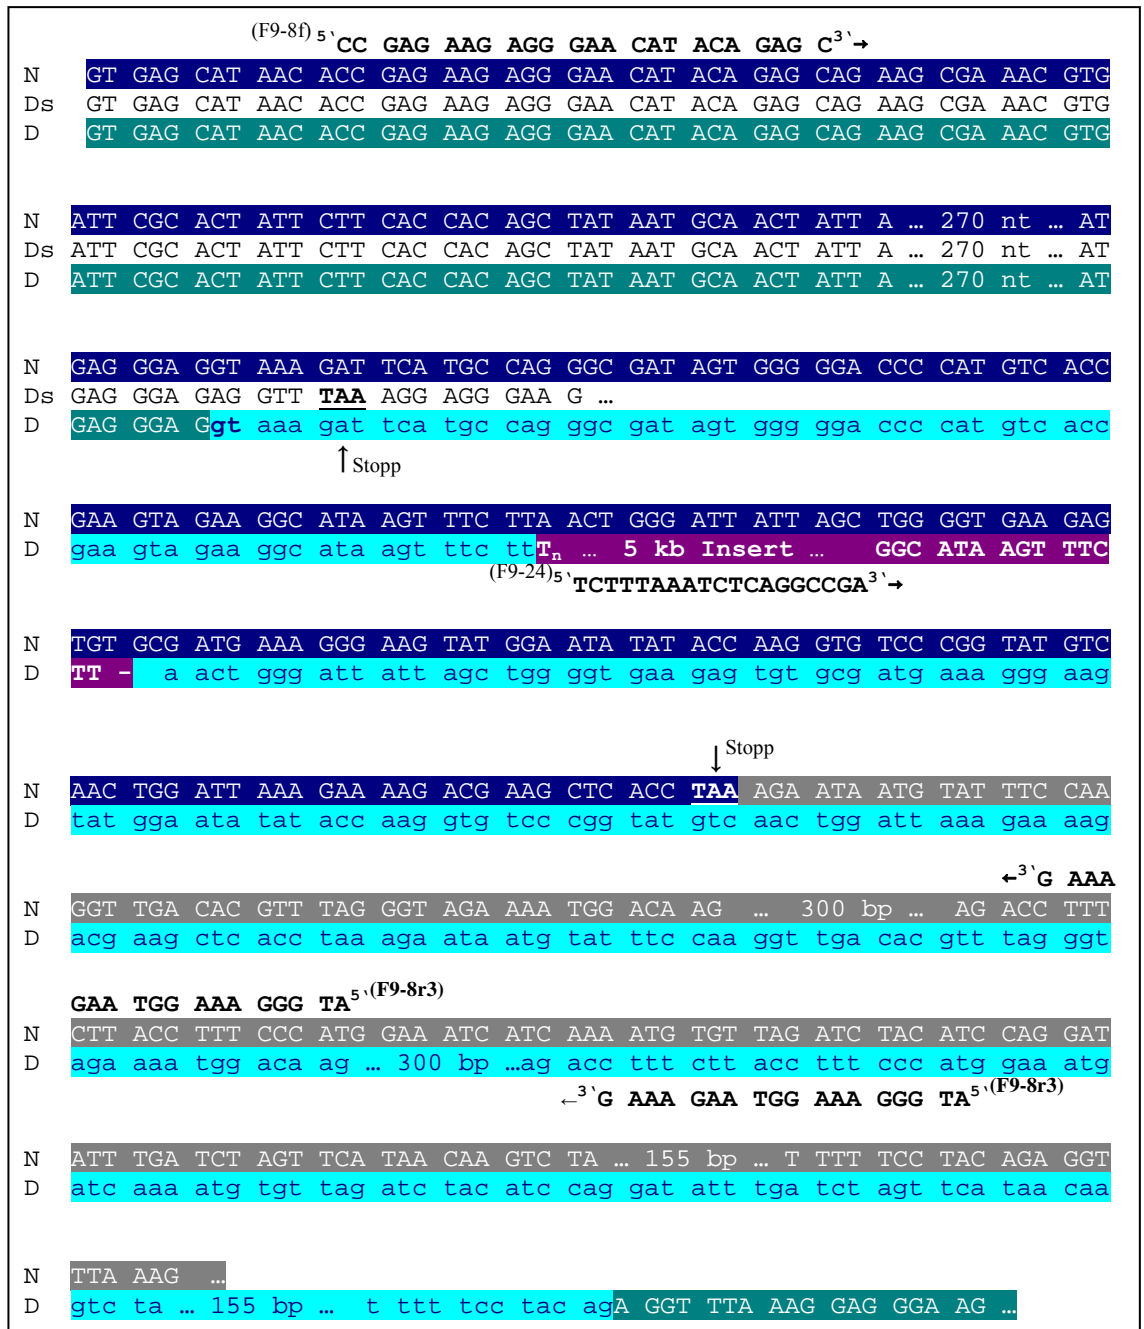 (F9-8f) 5`CC GAG AAG AGG GAA CAT ACA GAG C3`→
N GT GAG CAT AAC ACC GAG AAG AGG GAA CAT ACA GAG CAG AAG CGA AAC GTG
Ds GT GAG CAT AAC ACC GAG AAG AGG GAA CAT ACA GAG CAG AAG CGA AAC GTG
D GT GAG CAT AAC ACC GAG AAG AGG GAA CAT ACA GAG CAG AAG CGA AAC GTG
N ATT CGC ACT ATT CTT CAC CAC AGC TAT AAT GCA ACT ATT A … 270 nt … AT
Ds ATT CGC ACT ATT CTT CAC CAC AGC TAT AAT GCA ACT ATT A … 270 nt … AT
D ATT CGC ACT ATT CTT CAC CAC AGC TAT AAT GCA ACT ATT A … 270 nt … AT
N GAG GGA GGT AAA GAT TCA TGC CAG GGC GAT AGT GGG GGA CCC CAT GTC ACC
Ds GAG GGA GAG GTT TAA AGG AGG GAA G …
D GAG GGA Ggt aaa gat tca tgc cag ggc gat agt ggg gga ccc cat gtc acc
↑Stopp
N GAA GTA GAA GGC ATA AGT TTC TTA ACT GGG ATT ATT AGC TGG GGT GAA GAG
D gaa gta gaa ggc ata agt ttc ttTn … 5 kb Insert … GGC ATA AGT TTC
(F9-24)5`TCTTTAAATCTCAGGCCGA3`→
N TGT GCG ATG AAA GGG AAG TAT GGA ATA TAT ACC AAG GTG TCC CGG TAT GTC
D TT – a act ggg att att agc tgg ggt gaa gag tgt gcg atg aaa ggg aag
↓Stopp
N AAC TGG ATT AAA GAA AAG ACG AAG CTC ACC TAA AGA ATA ATG TAT TTC CAA
D tat gga ata tat acc aag gtg tcc cgg tat gtc aac tgg att aaa gaa aag
←3`G AAA
N GGT TGA CAC GTT TAG GGT AGA AAA TGG ACA AG … 300 bp … AG ACC TTT
D acg aag ctc acc taa aga ata atg tat ttc caa ggt tga cac gtt tag ggt
GAA TGG AAA GGG TA5`(F9-8r3)
N CTT ACC TTT CCC ATG GAA ATC ATC AAA ATG TGT TAG ATC TAC ATC CAG GAT
D aga aaa tgg aca ag … 300 bp …ag acc ttt ctt acc ttt ccc atg gaa atg
←3`G AAA GAA TGG AAA GGG TA5`(F9-8r3)
N ATT TGA TCT AGT TCA TAA CAA GTC TA … 155 bp … T TTT TCC TAC AGA GGT
D atc aaa atg tgt tag atc tac atc cag gat att tga tct agt tca taa caa
N TTA AAG …
D gtc ta … 155 bp … t ttt tcc tac agA GGT TTA AAG GAG GGA AG …